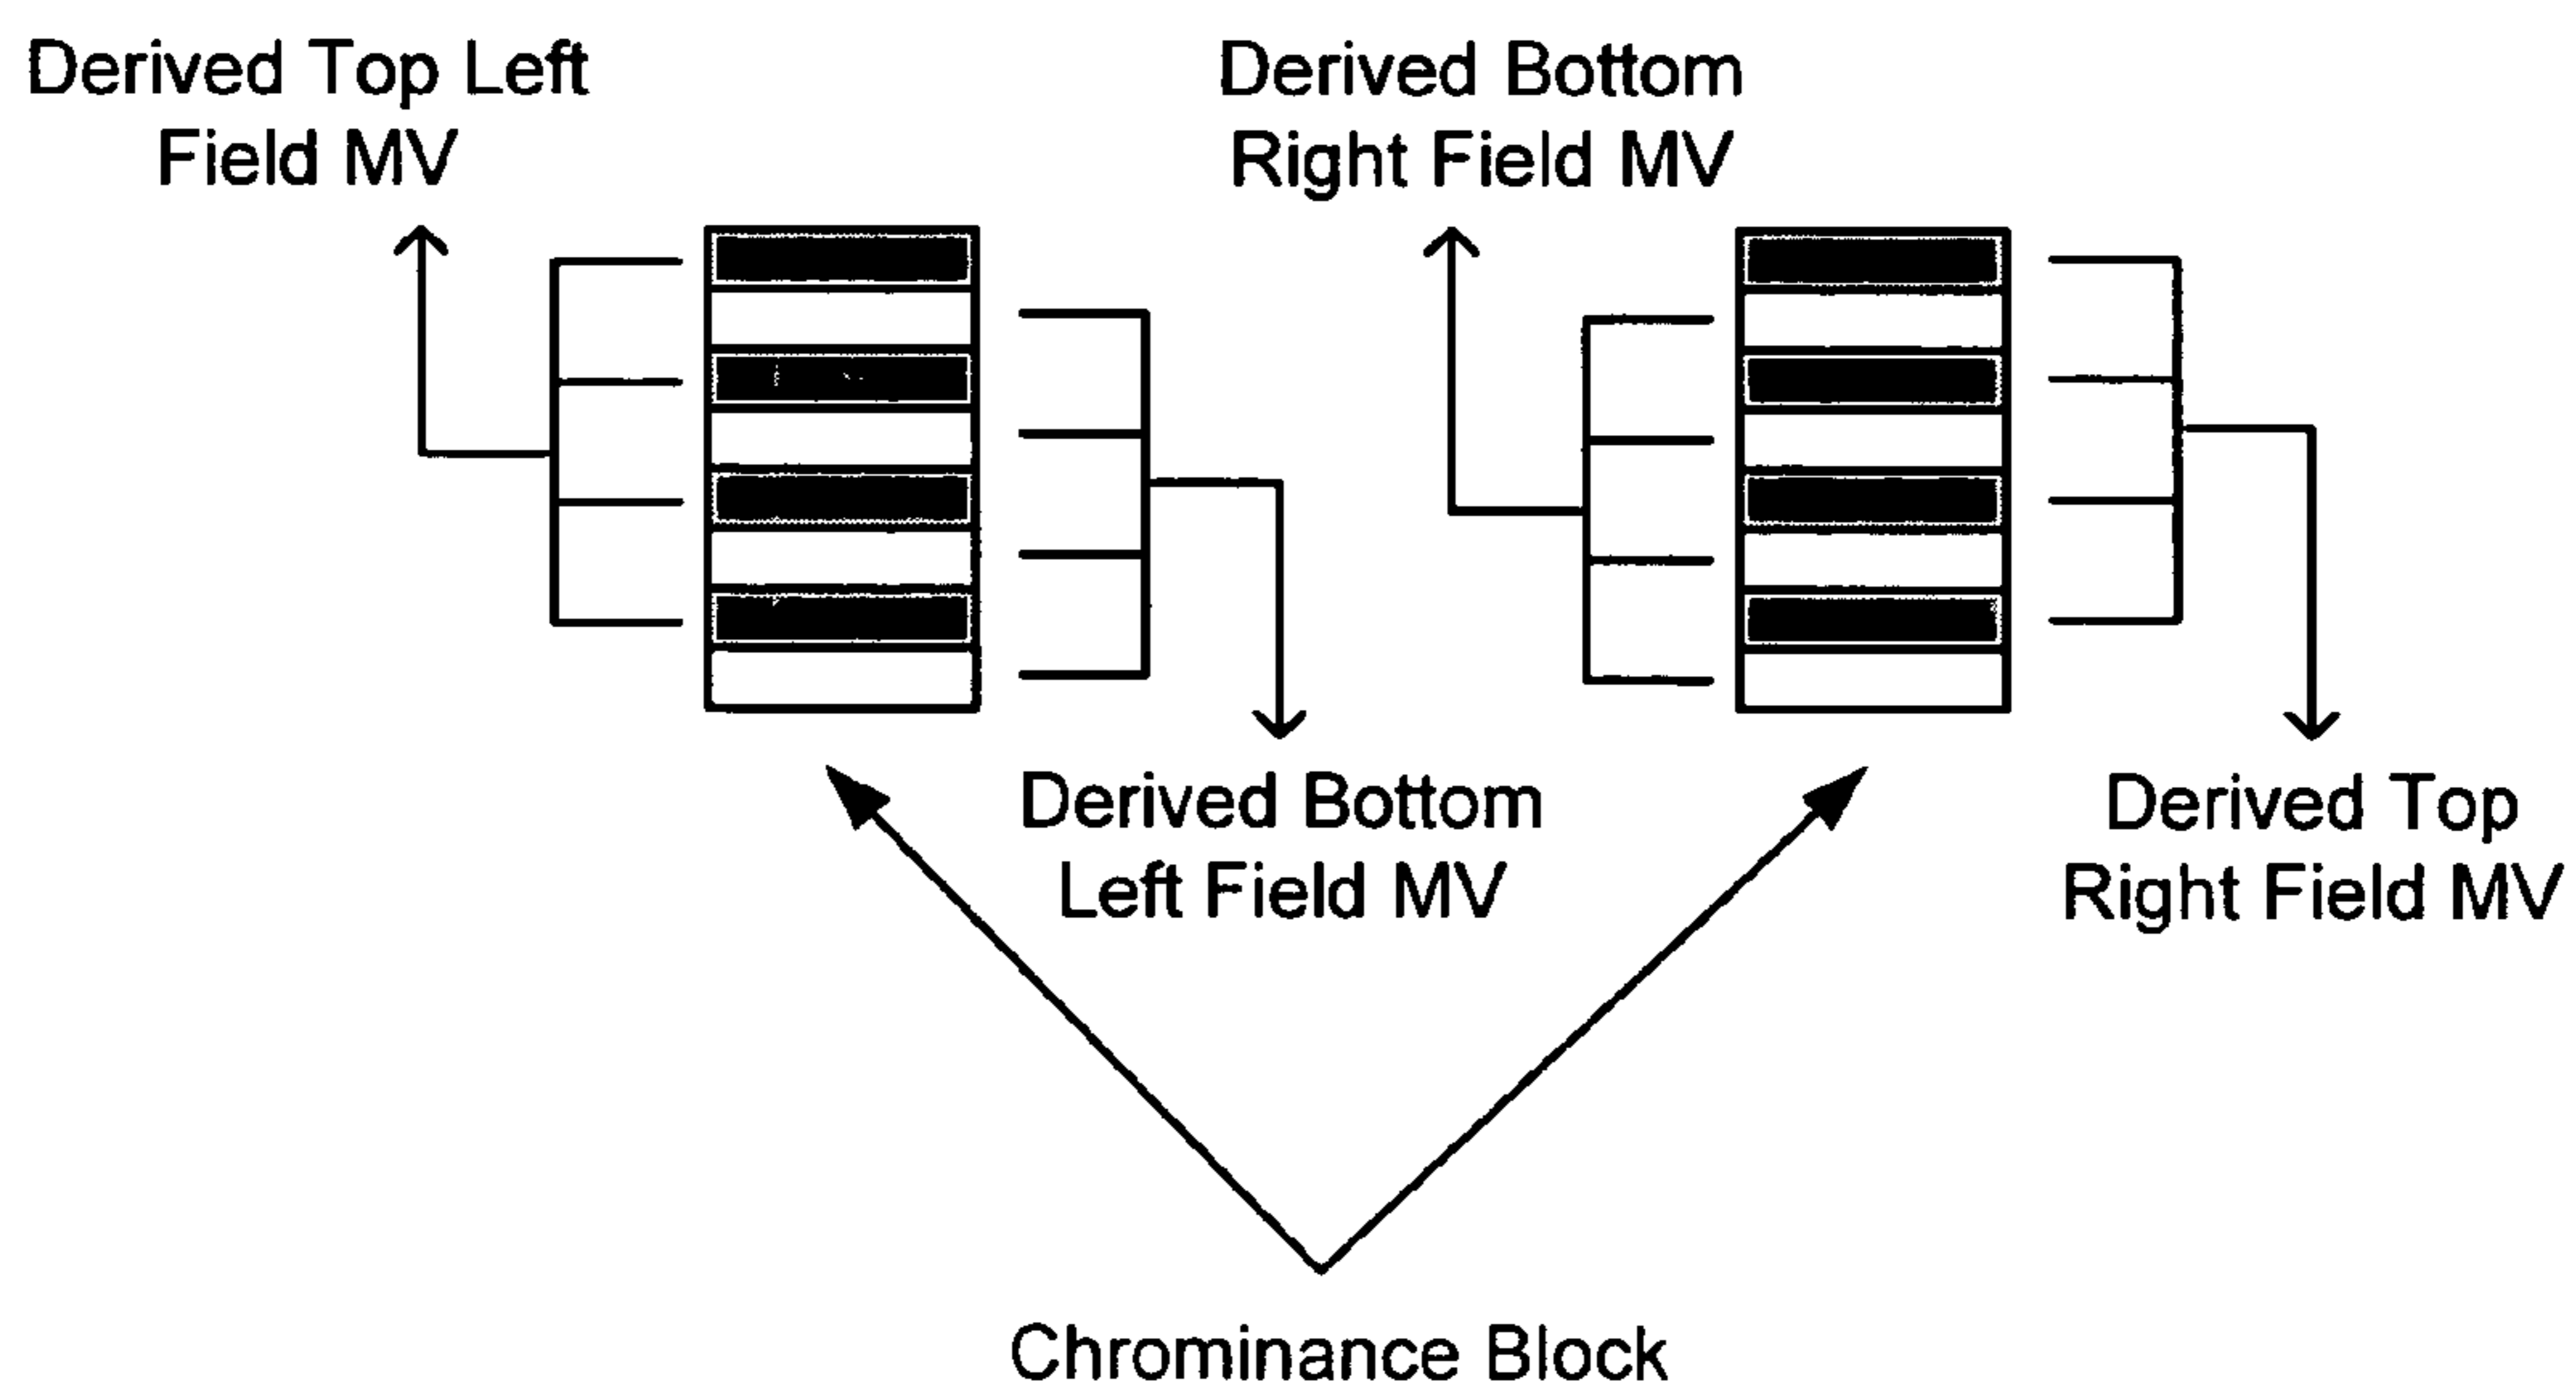 Derived Top Left
Field MV
Derived Bottom
Right Field MV
Derived Bottom
Left Field MV
Derived Top
Right Field MV
Chrominance Block